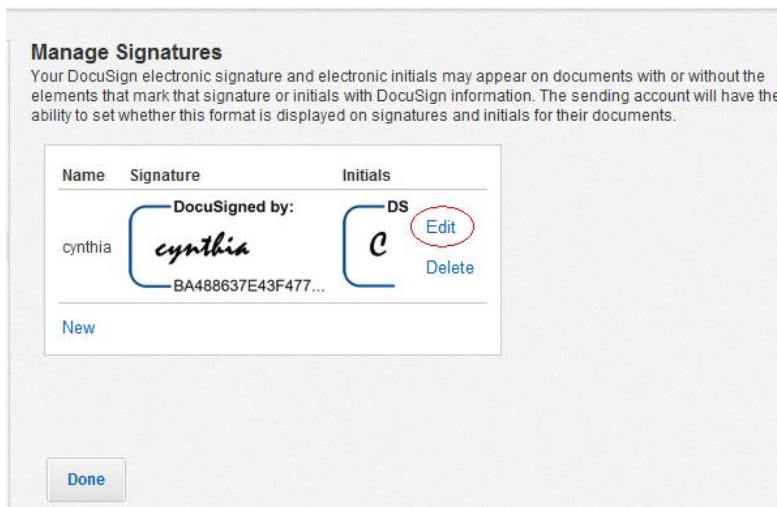 Manage Signatures
Your DocuSign electronic signature and electronic initials may appear on documents with or without the
elements that mark that signature or initials with DocuSign information. The sending account will have the
ability to set whether this format is displayed on signatures and initials for their documents.
Name Signature Initials
DocuSigned by: DS
cynthia cynthia C Edit
Delete
BA488637E43F477...
New
Done